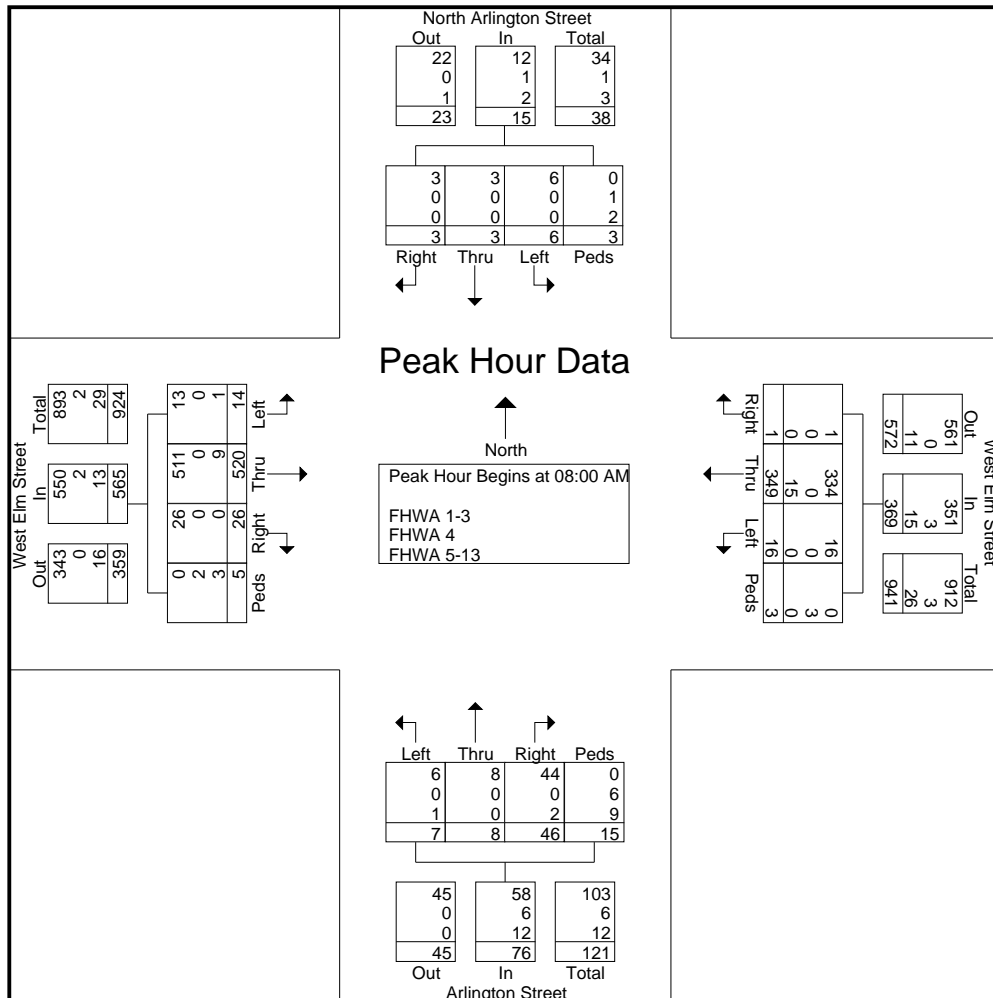 North Arlington Street
Out In Total
22 12 34
0 1 1
1 2 3
23 15 38
3 3 6 0
0 0 0 1
0 0 0 2
3 3 6 3
Right Thru Left Peds
Peak Hour Data
North
Peak Hour Begins at 08:00 AM
FHWA 1-3
FHWA 4
FHWA 5-13
West Elm Street
Out In Total
343 550 893
0 2 2
16 13 29
359 565 924
Peds Right Thru Left
0 26 511 13
2 0 0 0
3 0 9 1
5 26 520 14
West Elm Street
Out In Total
561 351 912
0 3 3
11 15 26
572 369 941
1 334 16 0
0 0 0 3
0 15 0 0
1 349 16 3
Right Thru Left Peds
Left Thru Right Peds
6 8 44 0
0 0 0 6
1 0 2 9
7 8 46 15
45 58 103
0 6 6
0 12 12
45 76 121
Out In Total
Arlington Street